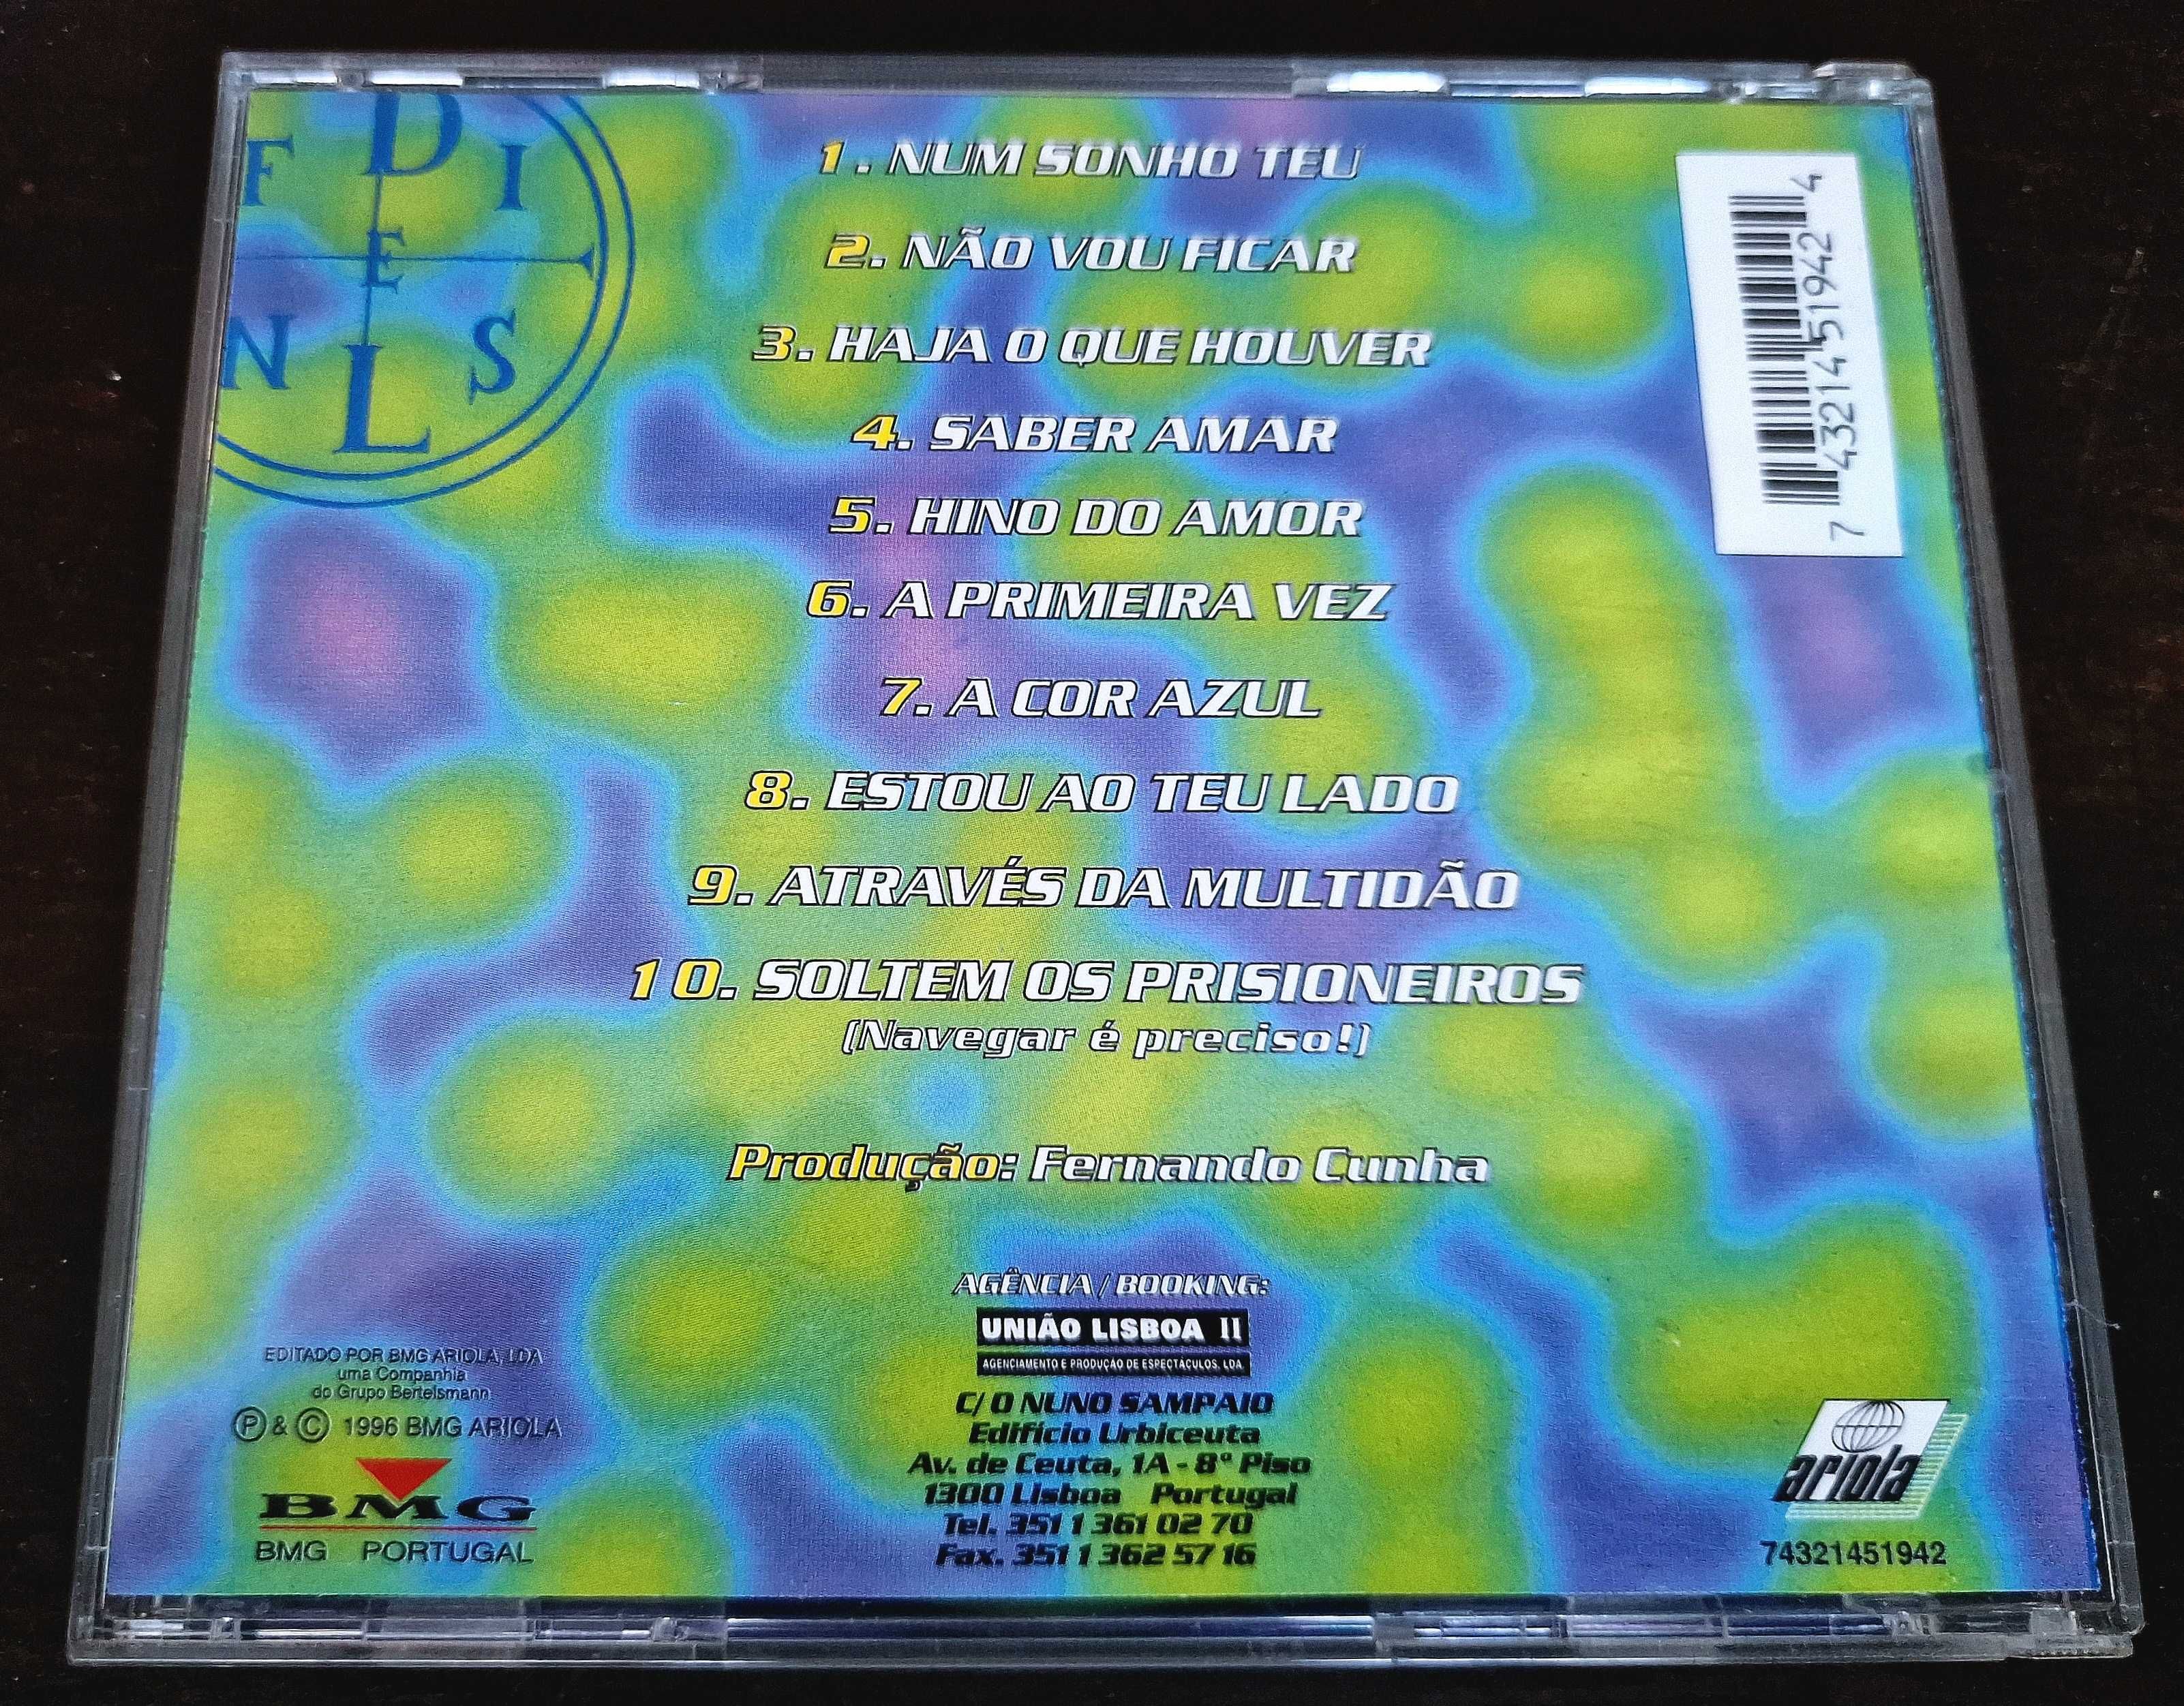 D
F I
E
N S
L
1. NUM SONHO TEU
2. NÃO VOU FICAR
3. HAJA O QUE HOUVER
4. SABER AMAR
5. HINO DO AMOR
6. A PRIMEIRA VEZ
7. A COR AZUL
8. ESTOU AO TEU LADO
9. ATRAVÉS DA MULTIDÃO
10. SOLTEM OS PRISIONEIROS
(Navegar é preciso!)
Produção: Fernando Cunha
7 43214 51942 4
AGÊNCIA / BOOKING:
UNIÃO LISBOA II
AGENCIAMENTO E PRODUÇÃO DE ESPECTÁCULOS, LDA.
C/O NUNO SAMPAIO
Edifício Urbiceuta
Av. de Ceuta, 1A - 8º Piso
1300 Lisboa Portugal
Tel. 351 1 361 02 70
Fax. 351 1 362 57 16
EDITADO POR BMG ARIOLA, LDA
uma Companhia
do Grupo Bertelsmann
Ⓟ & © 1996 BMG ARIOLA
BMG
BMG PORTUGAL
ariola
74321451942